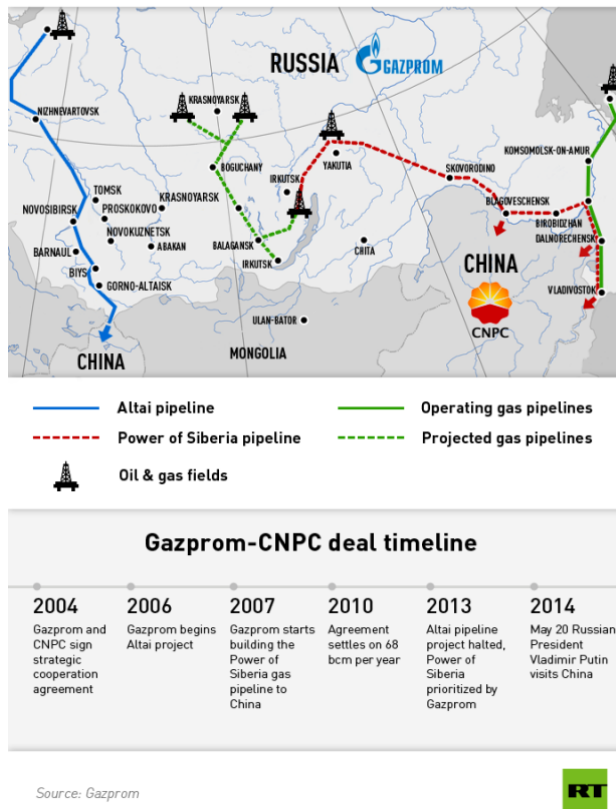 RUSSIA
GAZPROM
NIZHNEVARTOVSK
KRASNOYARSK
KOMSOMOLSK-ON-AMUR
BOGUCHANY
YAKUTIA
SKOVORODINO
IRKUTSK
TOMSK
KRASNOYARSK
BLAGOVESCHENSK
NOVOSIBIRSK
PROSKOKOVO
BIROBIDZHAN
NOVOKUZNETSK
BALAGANSK
DALNORECHENSK
BARNAUL
ABAKAN
CHITA
BIYS
IRKUTSK
CHINA
GORNO-ALTAISK
VLADIVOSTOK
ULAN-BATOR
CNPC
CHINA
MONGOLIA
Altai pipeline
Operating gas pipelines
Power of Siberia pipeline
Projected gas pipelines
Oil & gas fields
Gazprom-CNPC deal timeline
2004
Gazprom and
CNPC sign
strategic
cooperation
agreement
2006
Gazprom begins
Altai project
2007
Gazprom starts
building the
Power of
Siberia gas
pipeline to
China
2010
Agreement
settles on 68
bcm per year
2013
Altai pipeline
project halted,
Power of
Siberia
prioritized by
Gazprom
2014
May 20 Russian
President
Vladimir Putin
visits China
Source: Gazprom
RT